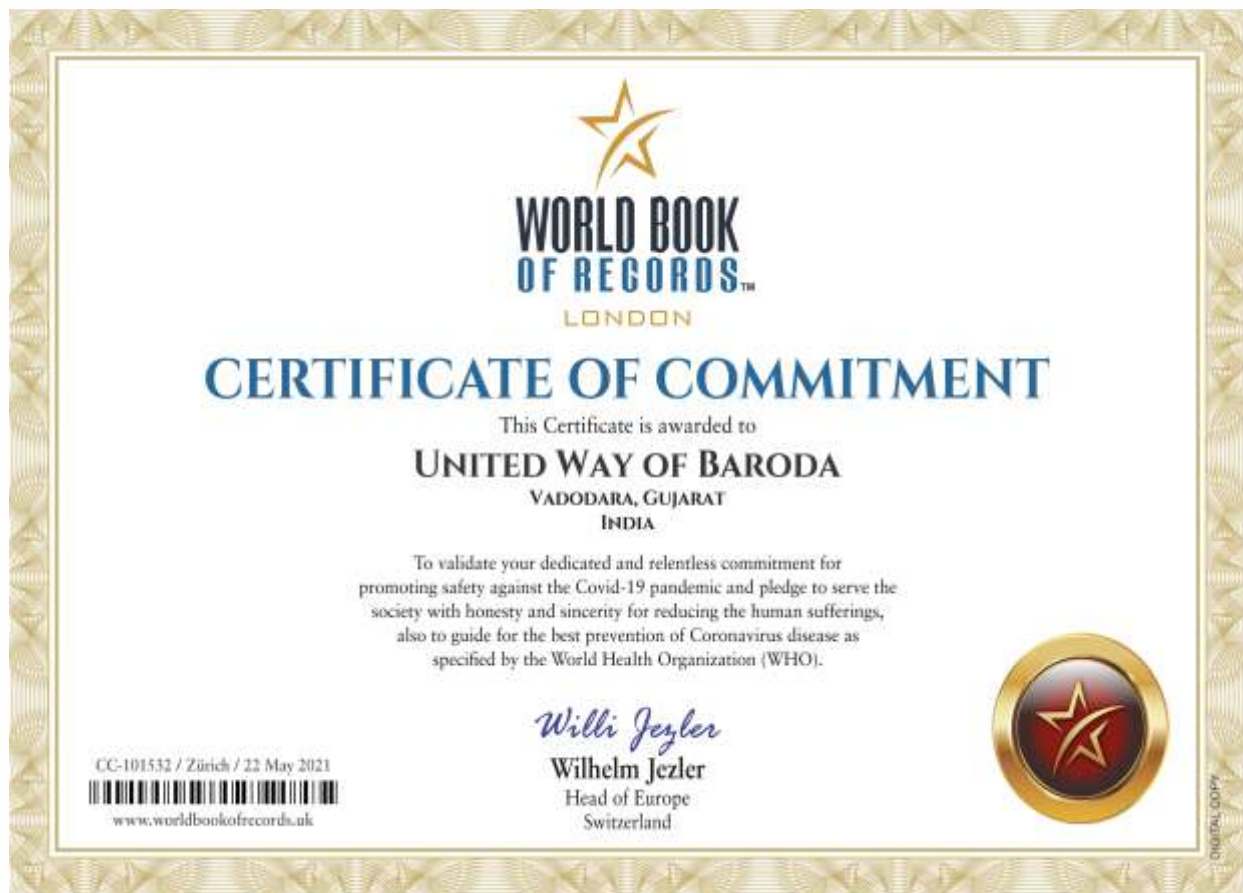 WORLD BOOK
OF RECORDS™
LONDON
CERTIFICATE OF COMMITMENT
This Certificate is awarded to
UNITED WAY OF BARODA
VADODARA, GUJARAT
INDIA
To validate your dedicated and relentless commitment for
promoting safety against the Covid-19 pandemic and pledge to serve the
society with honesty and sincerity for reducing the human sufferings,
also to guide for the best prevention of Coronavirus disease as
specified by the World Health Organization (WHO).
Willi Jezler
Wilhelm Jezler
Head of Europe
Switzerland
CC-101532 / Zürich / 22 May 2021
www.worldbookofrecords.uk
DIGITAL COPY